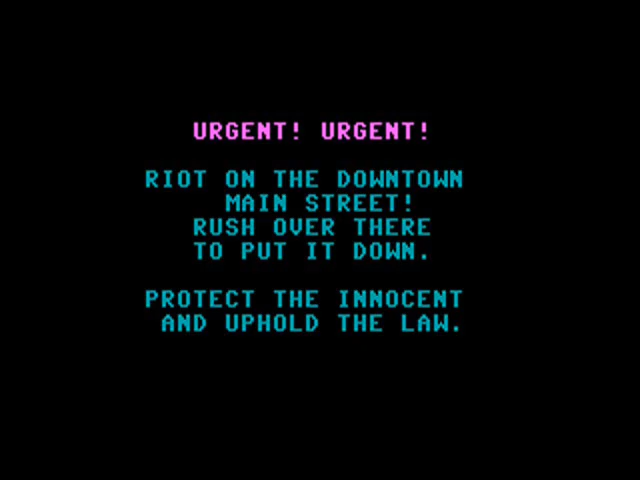 URGENT! URGENT!
RIOT ON THE DOWNTOWN
MAIN STREET!
RUSH OVER THERE
TO PUT IT DOWN.
PROTECT THE INNOCENT
AND UPHOLD THE LAW.